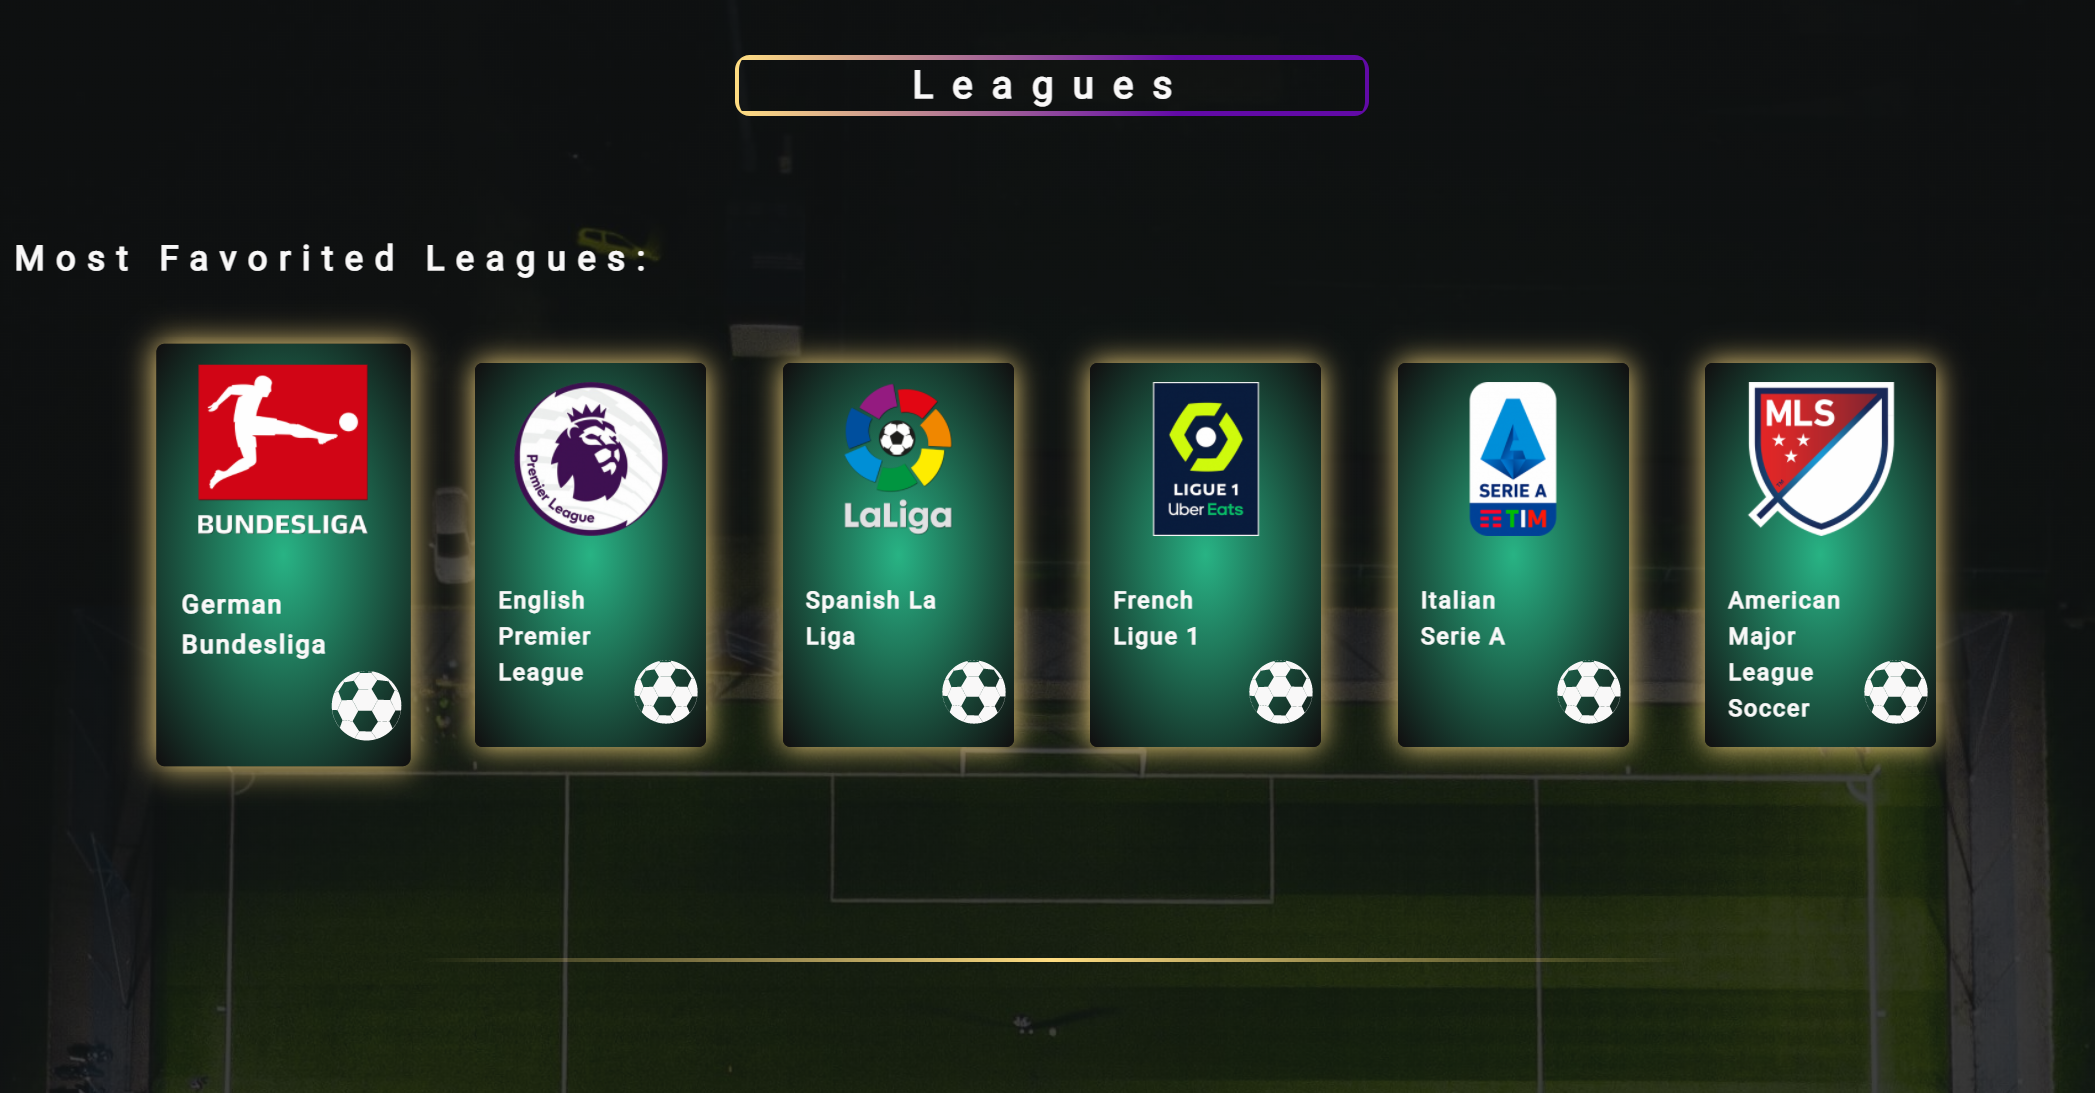 Leagues
Most Favorited Leagues:
BUNDESLIGA
German
Bundesliga
Premier League
English
Premier
League
LaLiga
Spanish La
Liga
LIGUE 1
Uber Eats
French
Ligue 1
SERIE A
TIM
Italian
Serie A
MLS
American
Major
League
Soccer